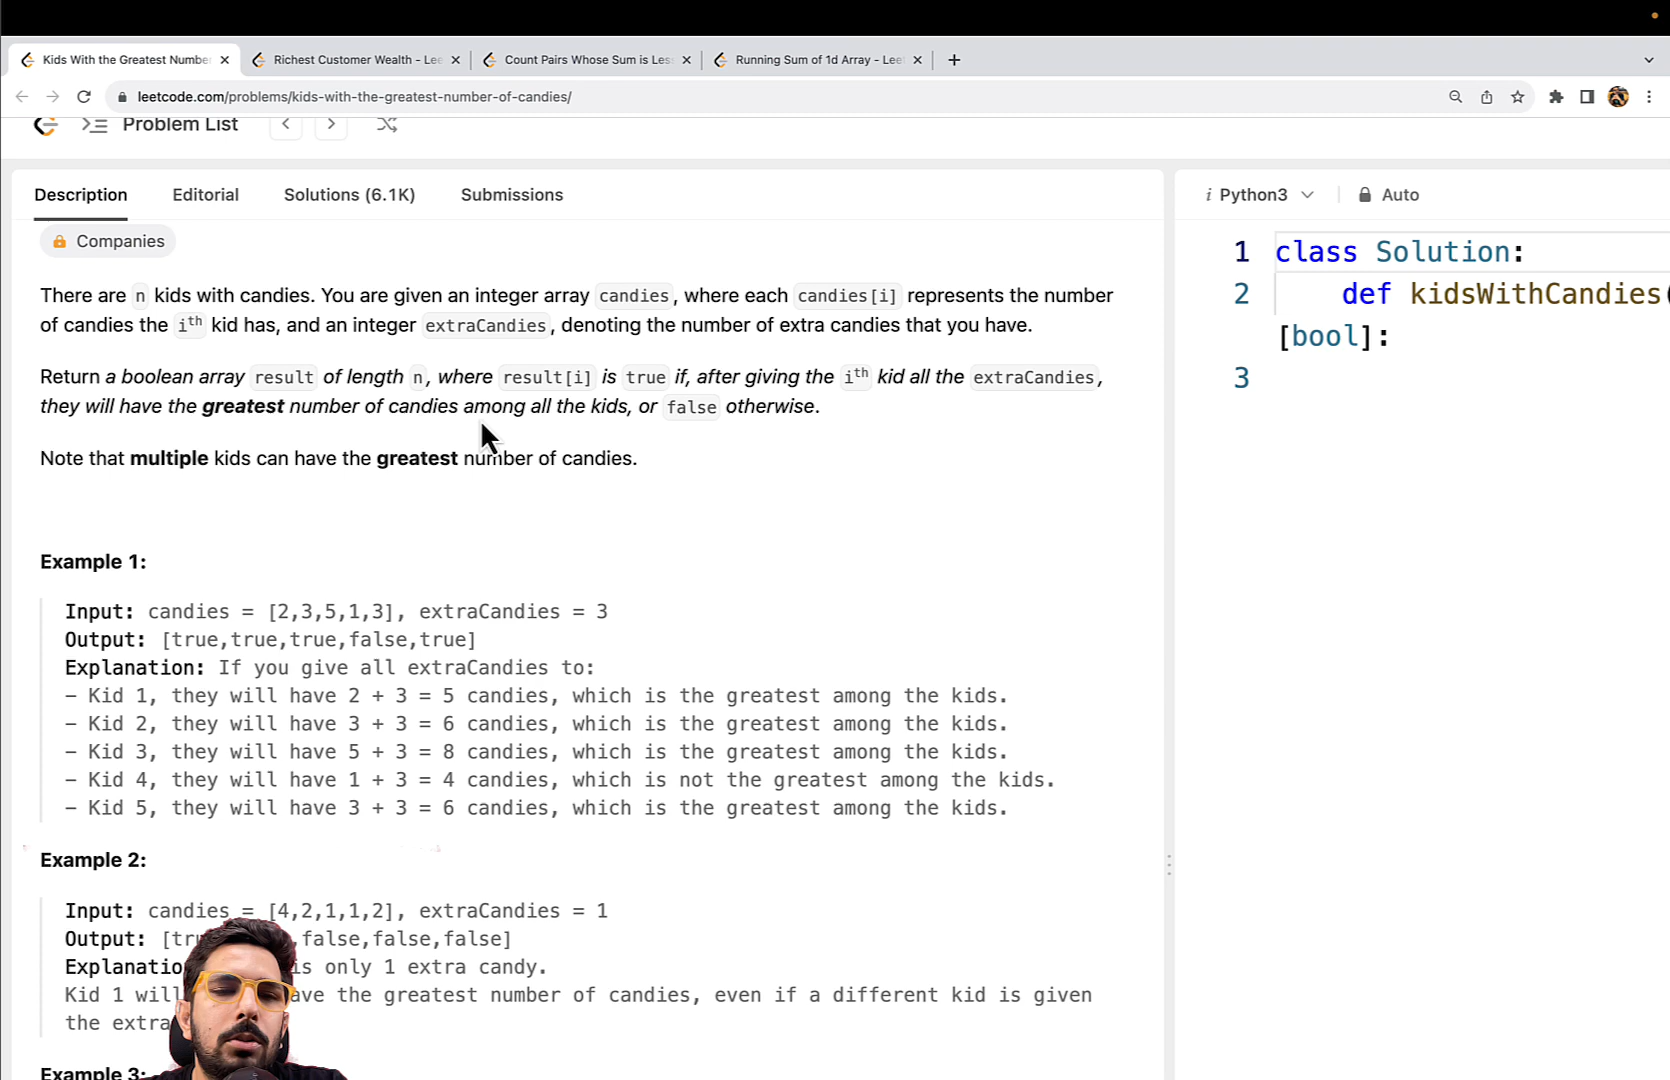 Kids With the Greatest Number
Richest Customer Wealth - Lee
Count Pairs Whose Sum is Les
Running Sum of 1d Array - Leet
leetcode.com/problems/kids-with-the-greatest-number-of-candies/
Problem List
Description Editorial Solutions (6.1K) Submissions
Companies
There are n kids with candies. You are given an integer array candies, where each candies[i] represents the number
of candies the ith kid has, and an integer extraCandies, denoting the number of extra candies that you have.
Return a boolean array result of length n, where result[i] is true if, after giving the ith kid all the extraCandies,
they will have the greatest number of candies among all the kids, or false otherwise.
Note that multiple kids can have the greatest number of candies.
Example 1:
Input: candies = [2,3,5,1,3], extraCandies = 3
Output: [true,true,true,false,true]
Explanation: If you give all extraCandies to:
- Kid 1, they will have 2 + 3 = 5 candies, which is the greatest among the kids.
- Kid 2, they will have 3 + 3 = 6 candies, which is the greatest among the kids.
- Kid 3, they will have 5 + 3 = 8 candies, which is the greatest among the kids.
- Kid 4, they will have 1 + 3 = 4 candies, which is not the greatest among the kids.
- Kid 5, they will have 3 + 3 = 6 candies, which is the greatest among the kids.
Example 2:
Input: candies = [4,2,1,1,2], extraCandies = 1
Output: [tr ,false,false,false]
Explanatio is only 1 extra candy.
Kid 1 will ave the greatest number of candies, even if a different kid is given
the extra
Example 3:
i Python3 Auto
1 class Solution:
2 def kidsWithCandies(
[bool]:
3